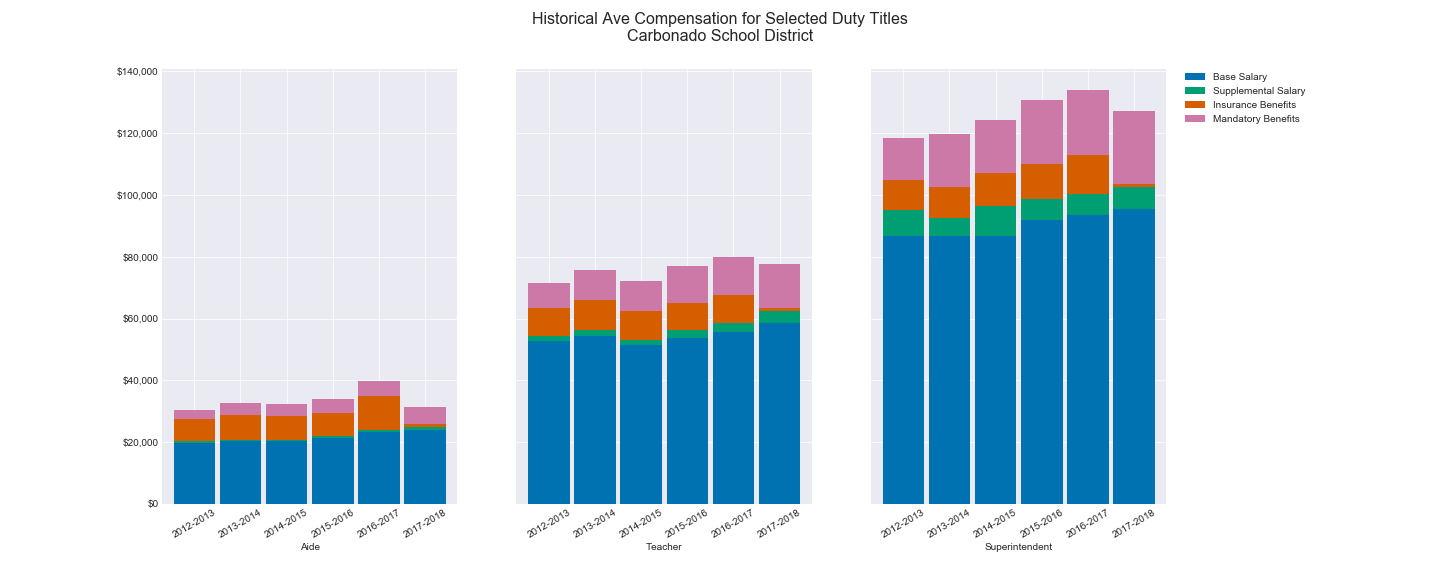 Historical Ave Compensation for Selected Duty Titles
Carbonado School District
$140,000
$120,000
$100,000
$80,000
$60,000
$40,000
$20,000
$0
2012-2013
2013-2014
2014-2015
2015-2016
2016-2017
2017-2018
Aide
2012-2013
2013-2014
2014-2015
2015-2016
2016-2017
2017-2018
Teacher
2012-2013
2013-2014
2014-2015
2015-2016
2016-2017
2017-2018
Superintendent
Base Salary
Supplemental Salary
Insurance Benefits
Mandatory Benefits